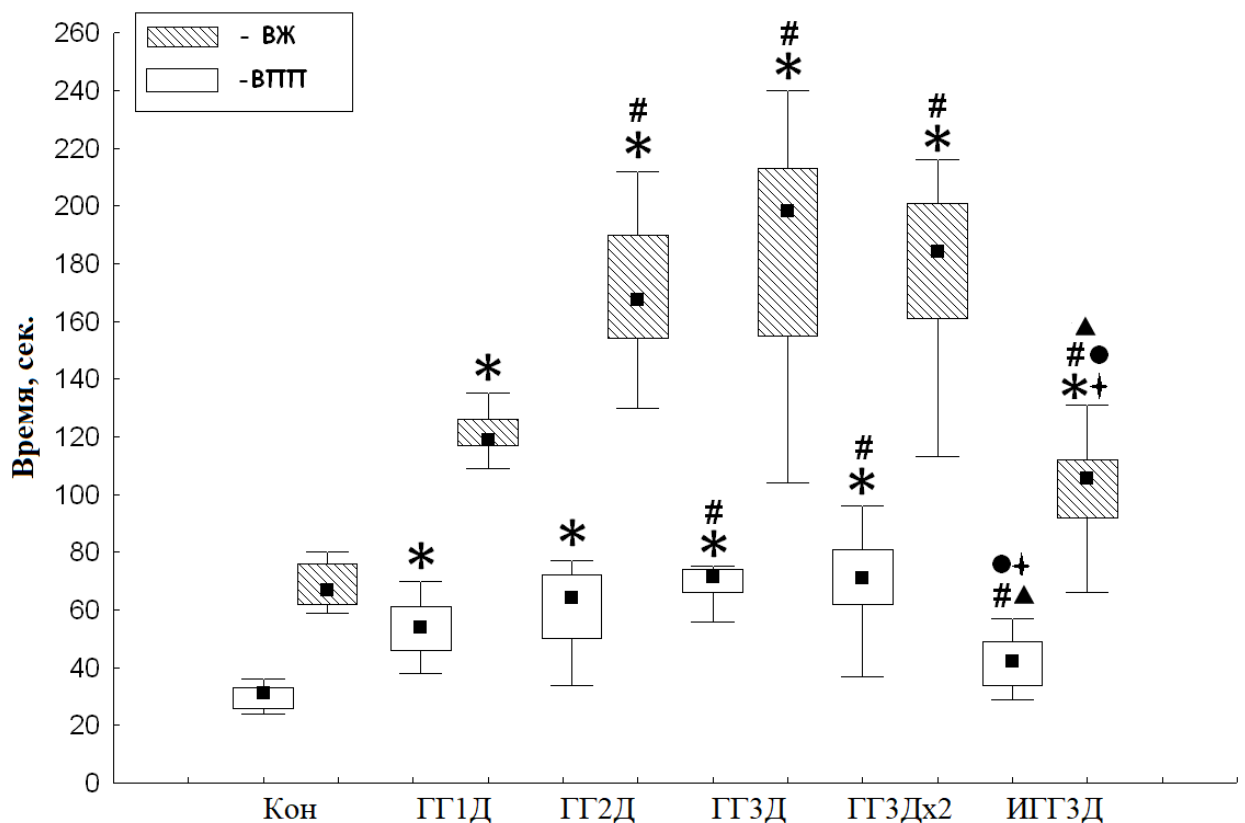 - ВЖ
- ВПП
Время, сек.
260
240
220
200
180
160
140
120
100
80
60
40
20
0
# # #
* * *
*
▲
# ●
* +
#
* # *
* * ● +
# ▲
Кон ГГ1Д ГГ2Д ГГ3Д ГГ3Дх2 ИГГ3Д